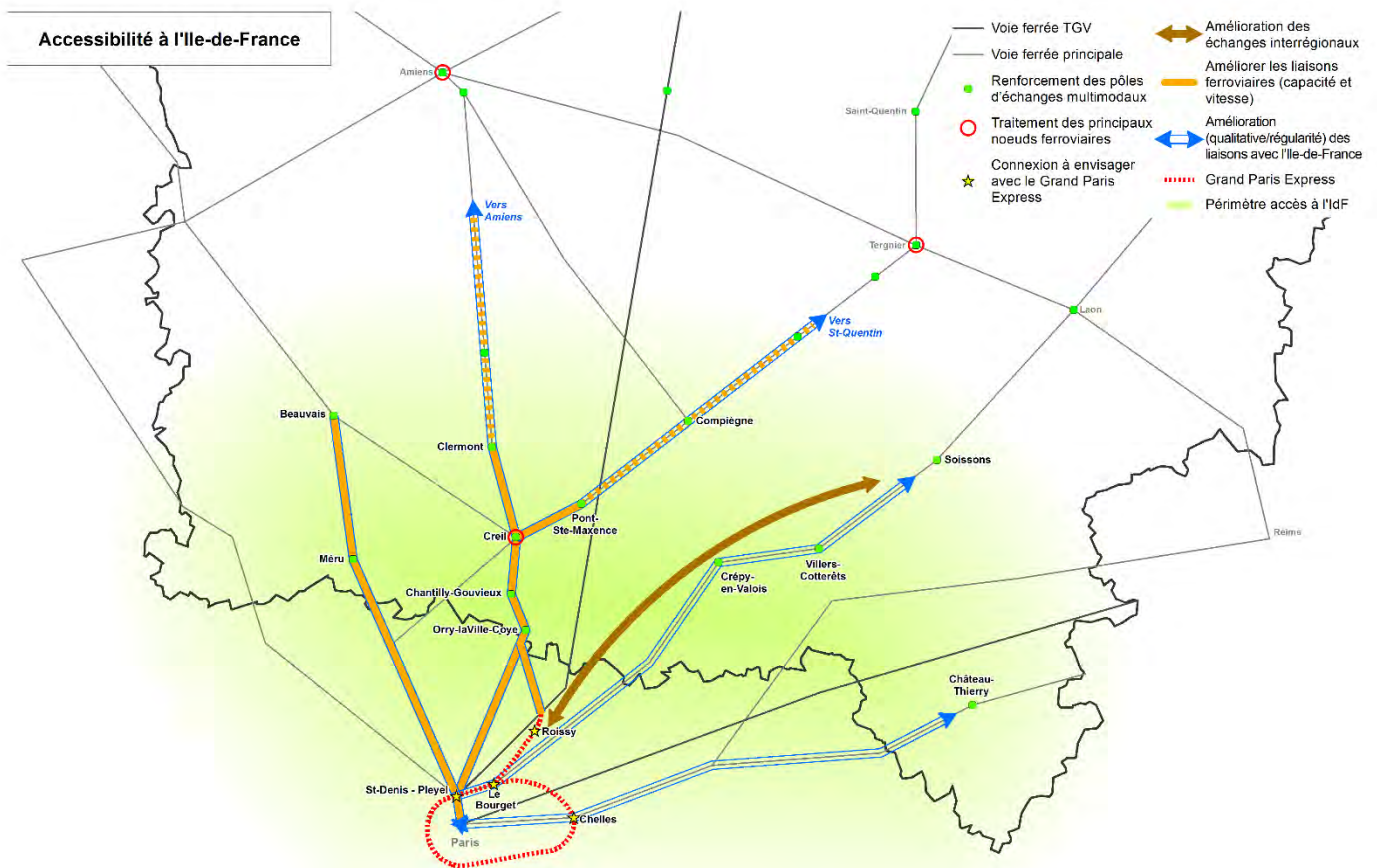 Accessibilité à l'Ile-de-France
Voie ferrée TGV
Voie ferrée principale
Renforcement des pôles
d'échanges multimodaux
Traitement des principaux
noeuds ferroviaires
Connexion à envisager
avec le Grand Paris
Express
Amélioration des
échanges interrégionaux
Améliorer les liaisons
ferroviaires (capacité et
vitesse)
Amélioration
(qualitative/régularité) des
liaisons avec l'Ile-de-France
Grand Paris Express
Périmètre accès à l'IdF
Amiens
Saint-Quentin
Vers
Amiens
Tergnier
Laon
Vers
St-Quentin
Beauvais
Compiègne
Clermont
Soissons
Pont-
Ste-Maxence
Creil
Reims
Méru
Villers-
Cotterêts
Crépy-
en-Valois
Chantilly-Gouvieux
Orry-laVille-Coye
Château-
Thierry
Roissy
St-Denis - Pleyel
Le
Bourget
Chelles
Paris